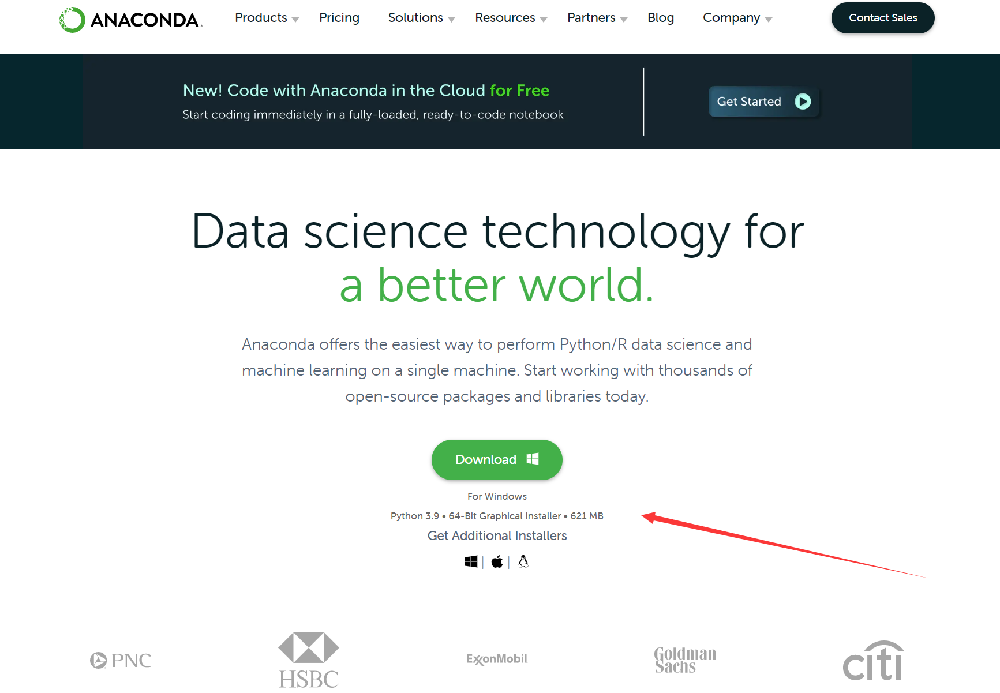 ANACONDA.
Products Pricing Solutions Resources Partners Blog Company Contact Sales
New! Code with Anaconda in the Cloud for Free
Start coding immediately in a fully-loaded, ready-to-code notebook
Get Started
Data science technology for
a better world.
Anaconda offers the easiest way to perform Python/R data science and
machine learning on a single machine. Start working with thousands of
open-source packages and libraries today.
Download
For Windows
Python 3.9 • 64-Bit Graphical Installer • 621 MB
Get Additional Installers
| |
PNC
HSBC
ExxonMobil
Goldman
Sachs
citi